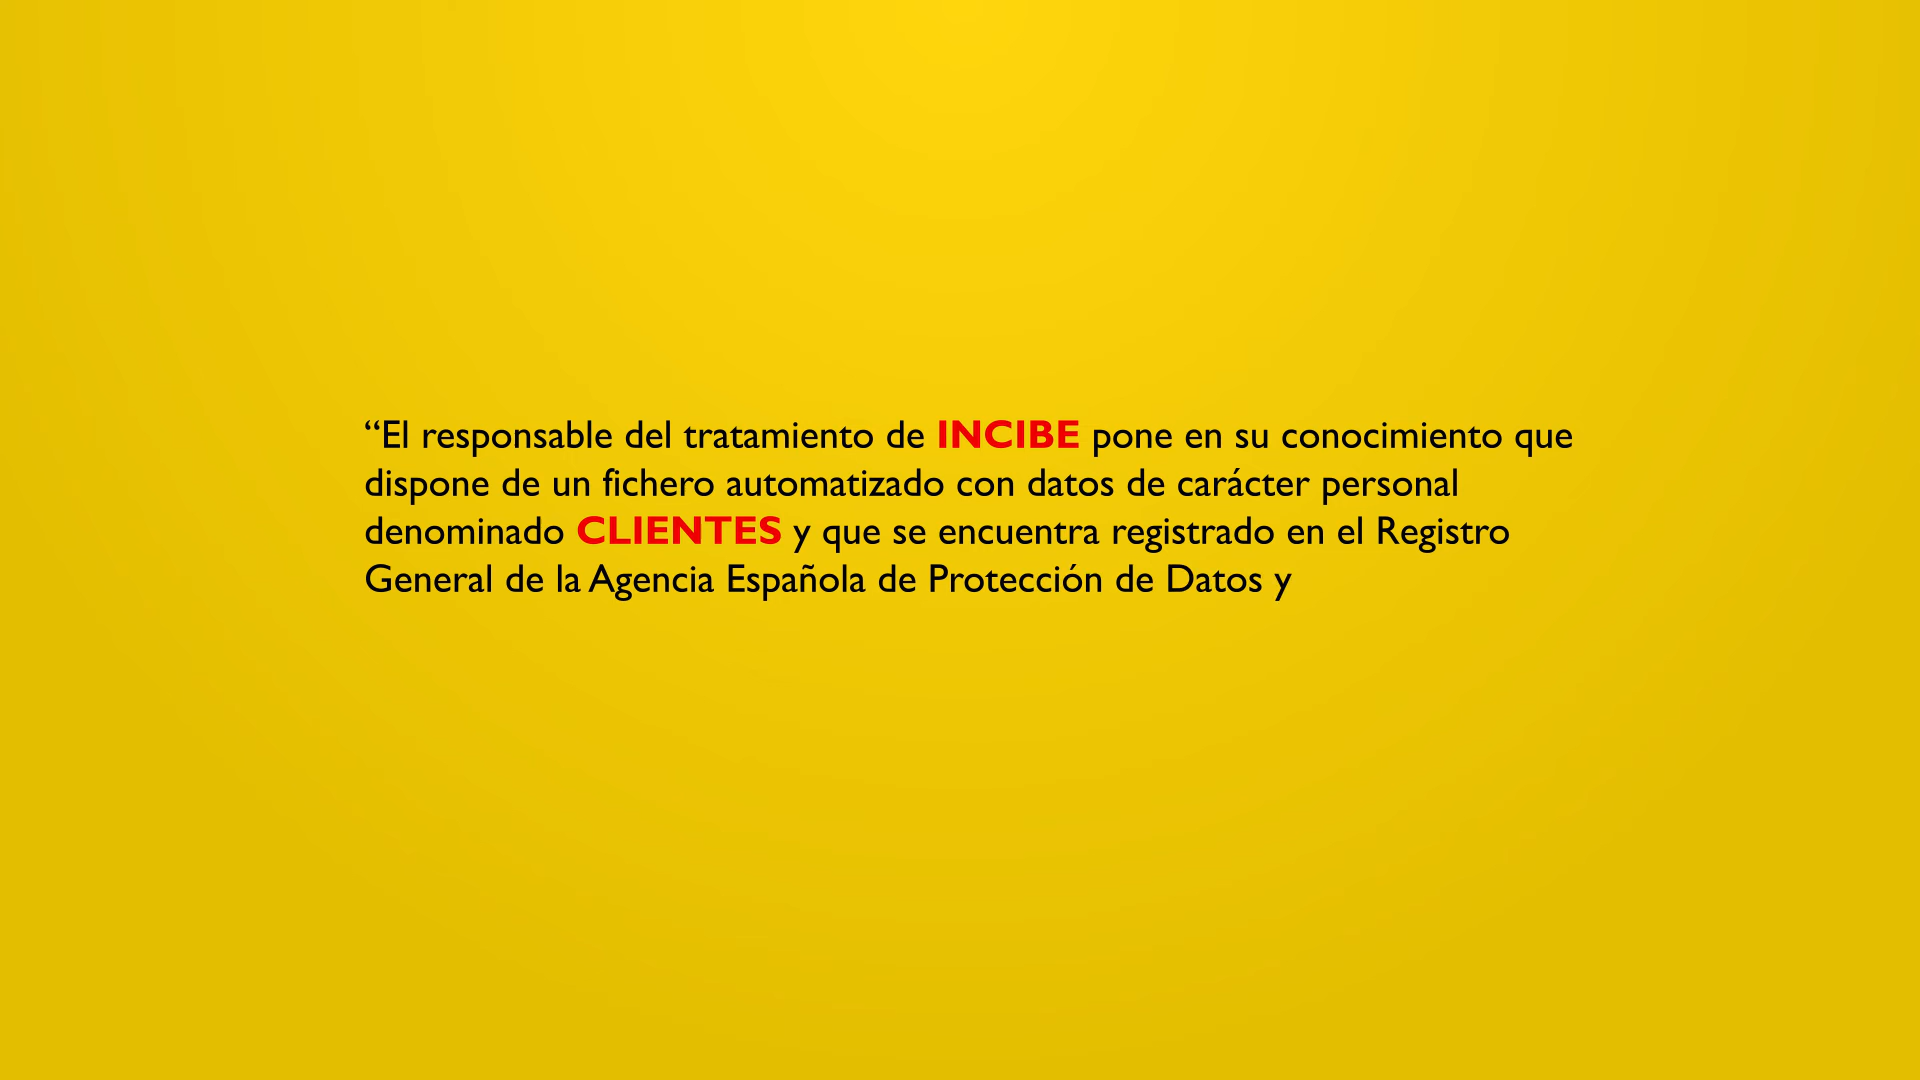 “El responsable del tratamiento de INCIBE pone en su conocimiento que
dispone de un fichero automatizado con datos de carácter personal
denominado CLIENTES y que se encuentra registrado en el Registro
General de la Agencia Española de Protección de Datos y